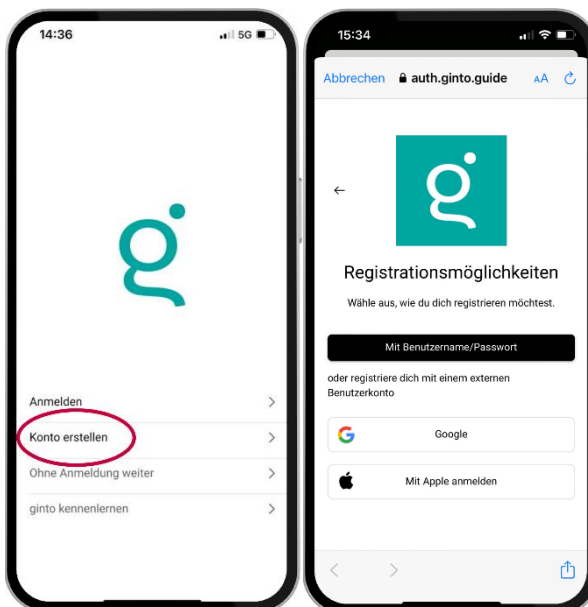 14:36
5G
g
Anmelden
Konto erstellen
Ohne Anmeldung weiter
ginto kennenlernen
15:34
Abbrechen auth.ginto.guide AA
g
Registrationsmöglichkeiten
Wähle aus, wie du dich registrieren möchtest.
Mit Benutzername/Passwort
oder registriere dich mit einem externen
Benutzerkonto
Google
Mit Apple anmelden